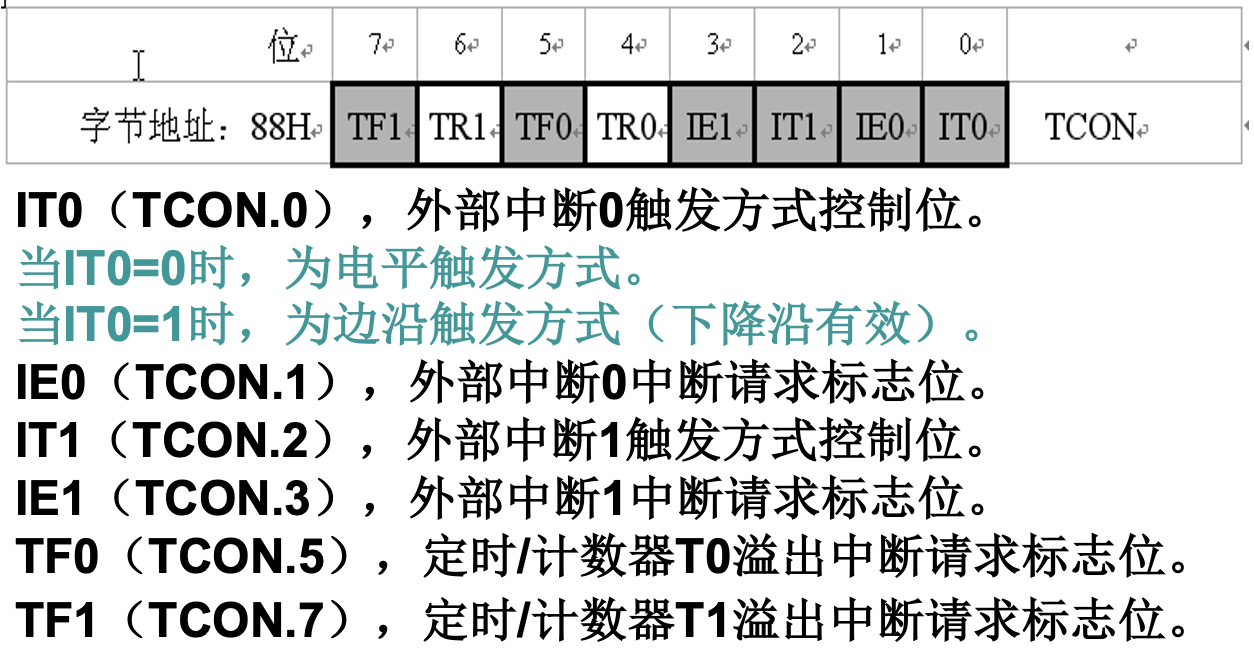 位 7 6 5 4 3 2 1 0
字节地址：88H TF1 TR1 TF0 TR0 IE1 IT1 IE0 IT0 TCON
IT0（TCON.0），外部中断0触发方式控制位。
当IT0=0时，为电平触发方式。
当IT0=1时，为边沿触发方式（下降沿有效）。
IE0（TCON.1），外部中断0中断请求标志位。
IT1（TCON.2），外部中断1触发方式控制位。
IE1（TCON.3），外部中断1中断请求标志位。
TF0（TCON.5），定时/计数器T0溢出中断请求标志位。
TF1（TCON.7），定时/计数器T1溢出中断请求标志位。